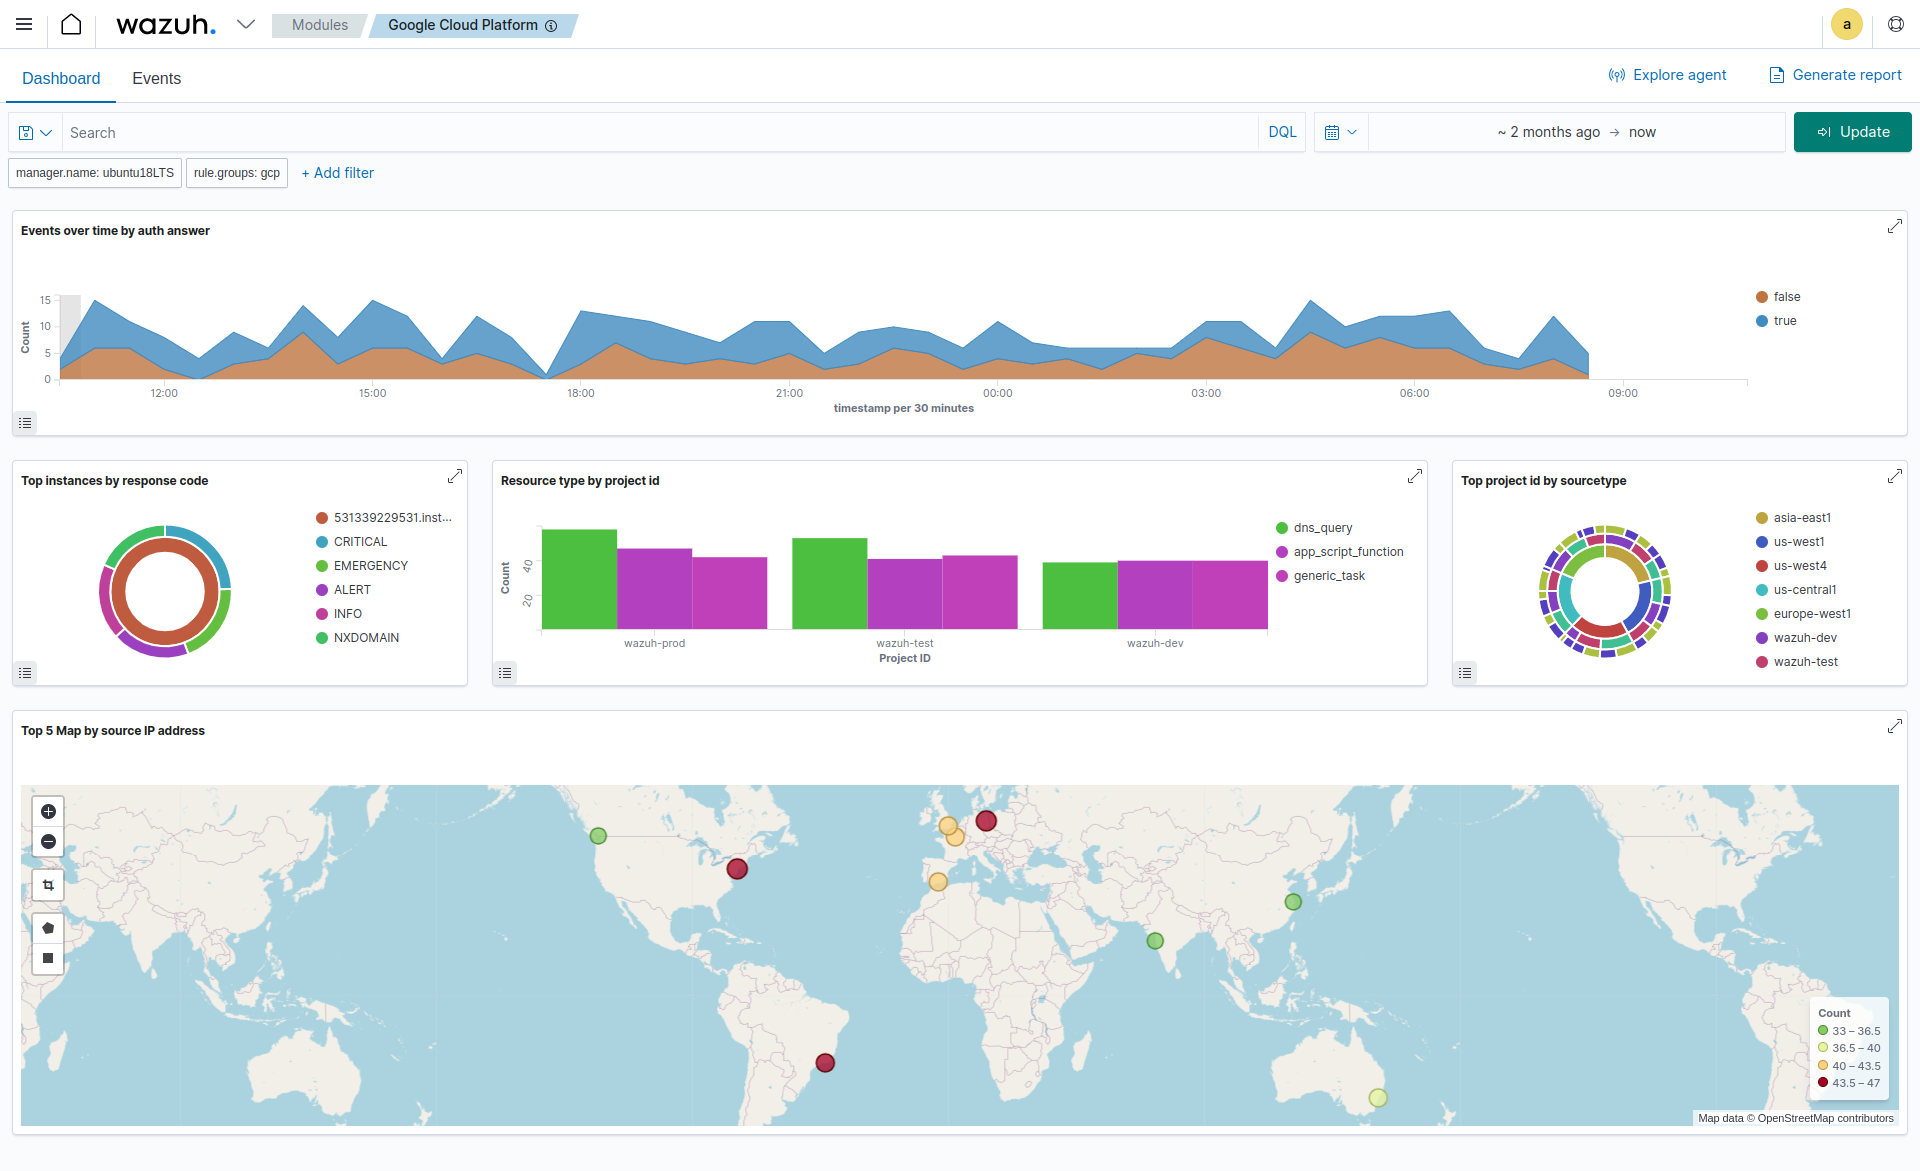 wazuh.
Modules
Google Cloud Platform
a
Dashboard
Events
Explore agent
Generate report
Search
DQL
~ 2 months ago → now
Update
manager.name: ubuntu18LTS
rule.groups: gcp
+ Add filter
Events over time by auth answer
Count
15
10
5
0
12:00
15:00
18:00
21:00
00:00
03:00
06:00
09:00
timestamp per 30 minutes
false
true
Top instances by response code
531339229531.inst...
CRITICAL
EMERGENCY
ALERT
INFO
NXDOMAIN
Resource type by project id
Count
40
20
wazuh-prod
wazuh-test
wazuh-dev
Project ID
dns_query
app_script_function
generic_task
Top project id by sourcetype
asia-east1
us-west1
us-west4
us-central1
europe-west1
wazuh-dev
wazuh-test
Top 5 Map by source IP address
Count
33 – 36.5
36.5 – 40
40 – 43.5
43.5 – 47
Map data © OpenStreetMap contributors